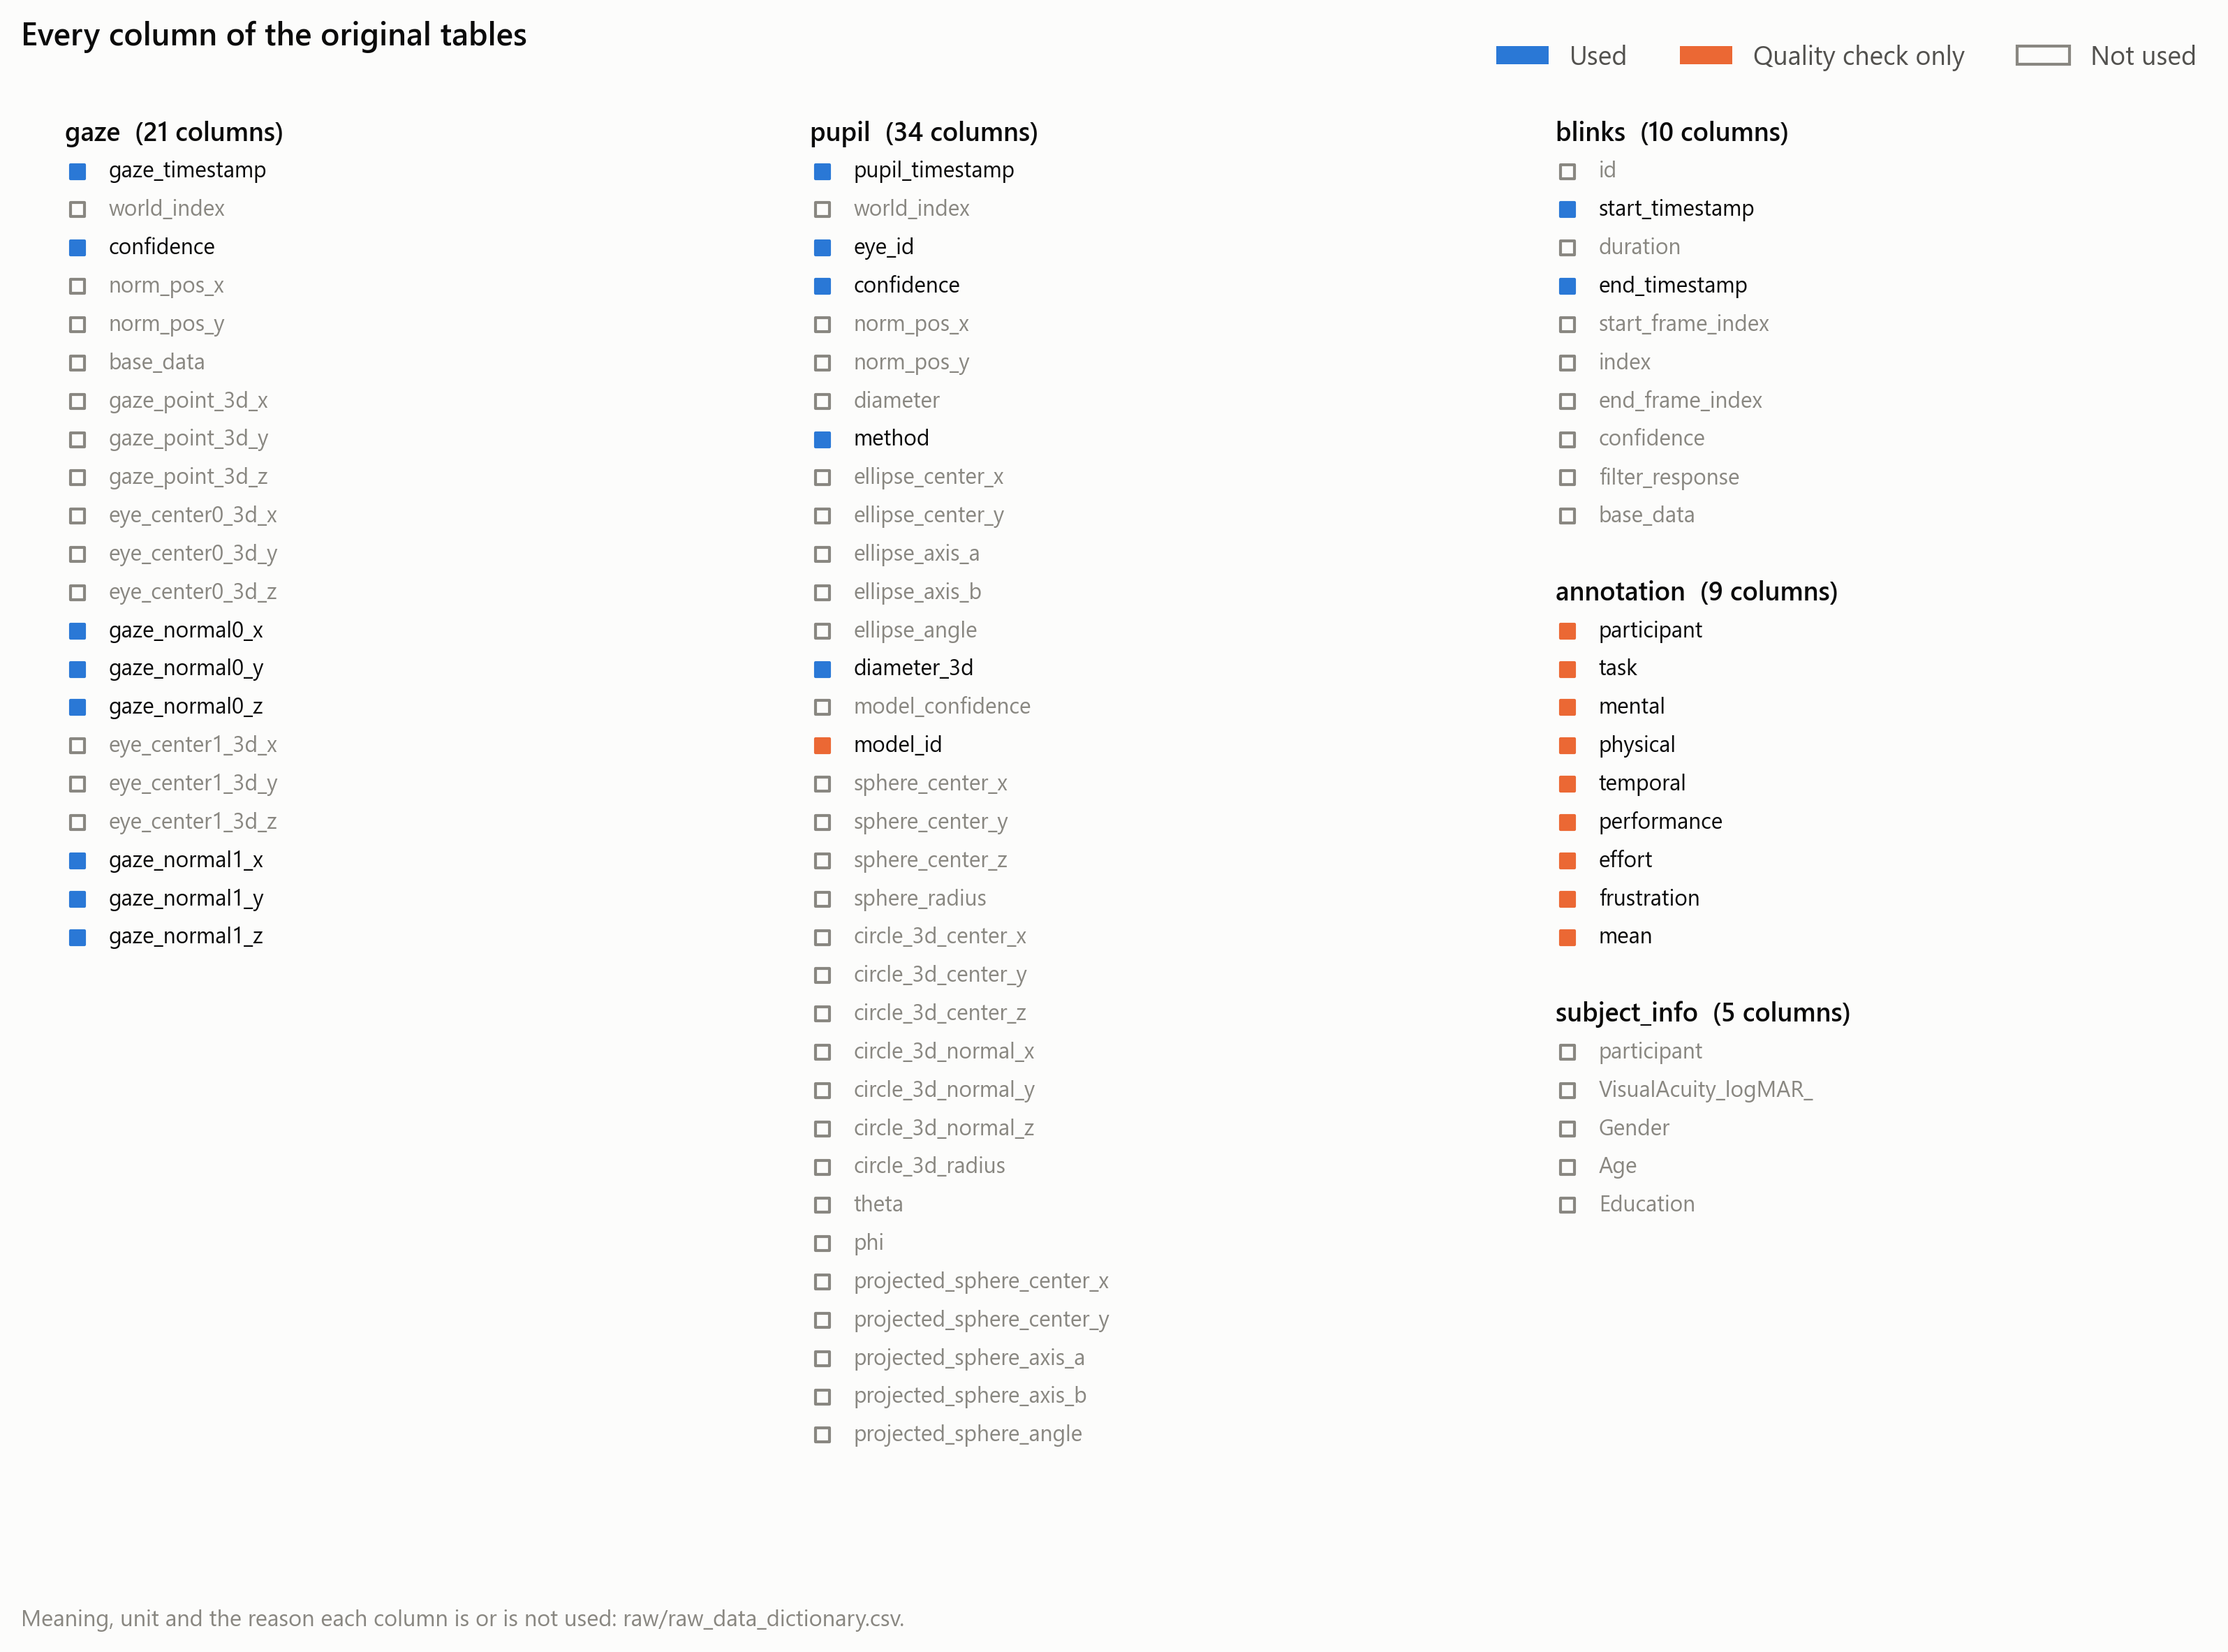 Every column of the original tables
Used
Quality check only
Not used
gaze (21 columns)
gaze_timestamp
world_index
confidence
norm_pos_x
norm_pos_y
base_data
gaze_point_3d_x
gaze_point_3d_y
gaze_point_3d_z
eye_center0_3d_x
eye_center0_3d_y
eye_center0_3d_z
gaze_normal0_x
gaze_normal0_y
gaze_normal0_z
eye_center1_3d_x
eye_center1_3d_y
eye_center1_3d_z
gaze_normal1_x
gaze_normal1_y
gaze_normal1_z
pupil (34 columns)
pupil_timestamp
world_index
eye_id
confidence
norm_pos_x
norm_pos_y
diameter
method
ellipse_center_x
ellipse_center_y
ellipse_axis_a
ellipse_axis_b
ellipse_angle
diameter_3d
model_confidence
model_id
sphere_center_x
sphere_center_y
sphere_center_z
sphere_radius
circle_3d_center_x
circle_3d_center_y
circle_3d_center_z
circle_3d_normal_x
circle_3d_normal_y
circle_3d_normal_z
circle_3d_radius
theta
phi
projected_sphere_center_x
projected_sphere_center_y
projected_sphere_axis_a
projected_sphere_axis_b
projected_sphere_angle
blinks (10 columns)
id
start_timestamp
duration
end_timestamp
start_frame_index
index
end_frame_index
confidence
filter_response
base_data
annotation (9 columns)
participant
task
mental
physical
temporal
performance
effort
frustration
mean
subject_info (5 columns)
participant
VisualAcuity_logMAR_
Gender
Age
Education
Meaning, unit and the reason each column is or is not used: raw/raw_data_dictionary.csv.